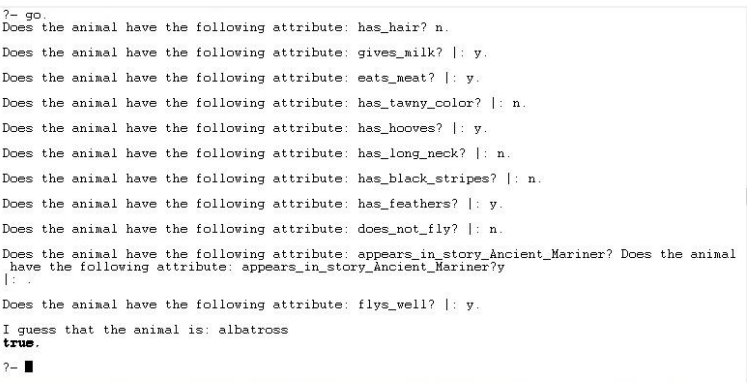 ?- go.
Does the animal have the following attribute: has_hair? n.
Does the animal have the following attribute: gives_milk? |: y.
Does the animal have the following attribute: eats_meat? |: y.
Does the animal have the following attribute: has_tawny_color? |: n.
Does the animal have the following attribute: has_hooves? |: y.
Does the animal have the following attribute: has_long_neck? |: n.
Does the animal have the following attribute: has_black_stripes? |: n.
Does the animal have the following attribute: has_feathers? |: y.
Does the animal have the following attribute: does_not_fly? |: n.
Does the animal have the following attribute: appears_in_story_Ancient_Mariner? Does the animal
 have the following attribute: appears_in_story_Ancient_Mariner?y
|: .
Does the animal have the following attribute: flys_well? |: y.
I guess that the animal is: albatross
true.
?-